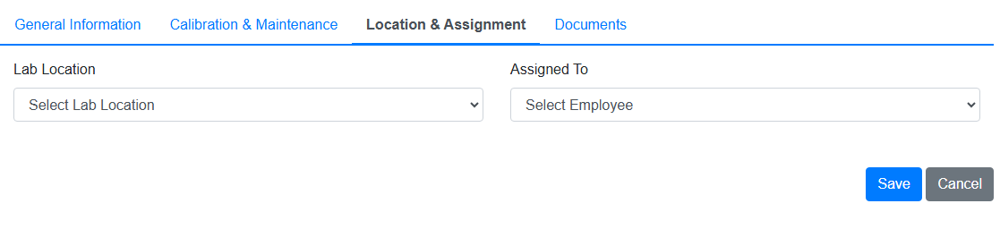 General Information Calibration & Maintenance Location & Assignment Documents
Lab Location Assigned To
Select Lab Location Select Employee
Save Cancel